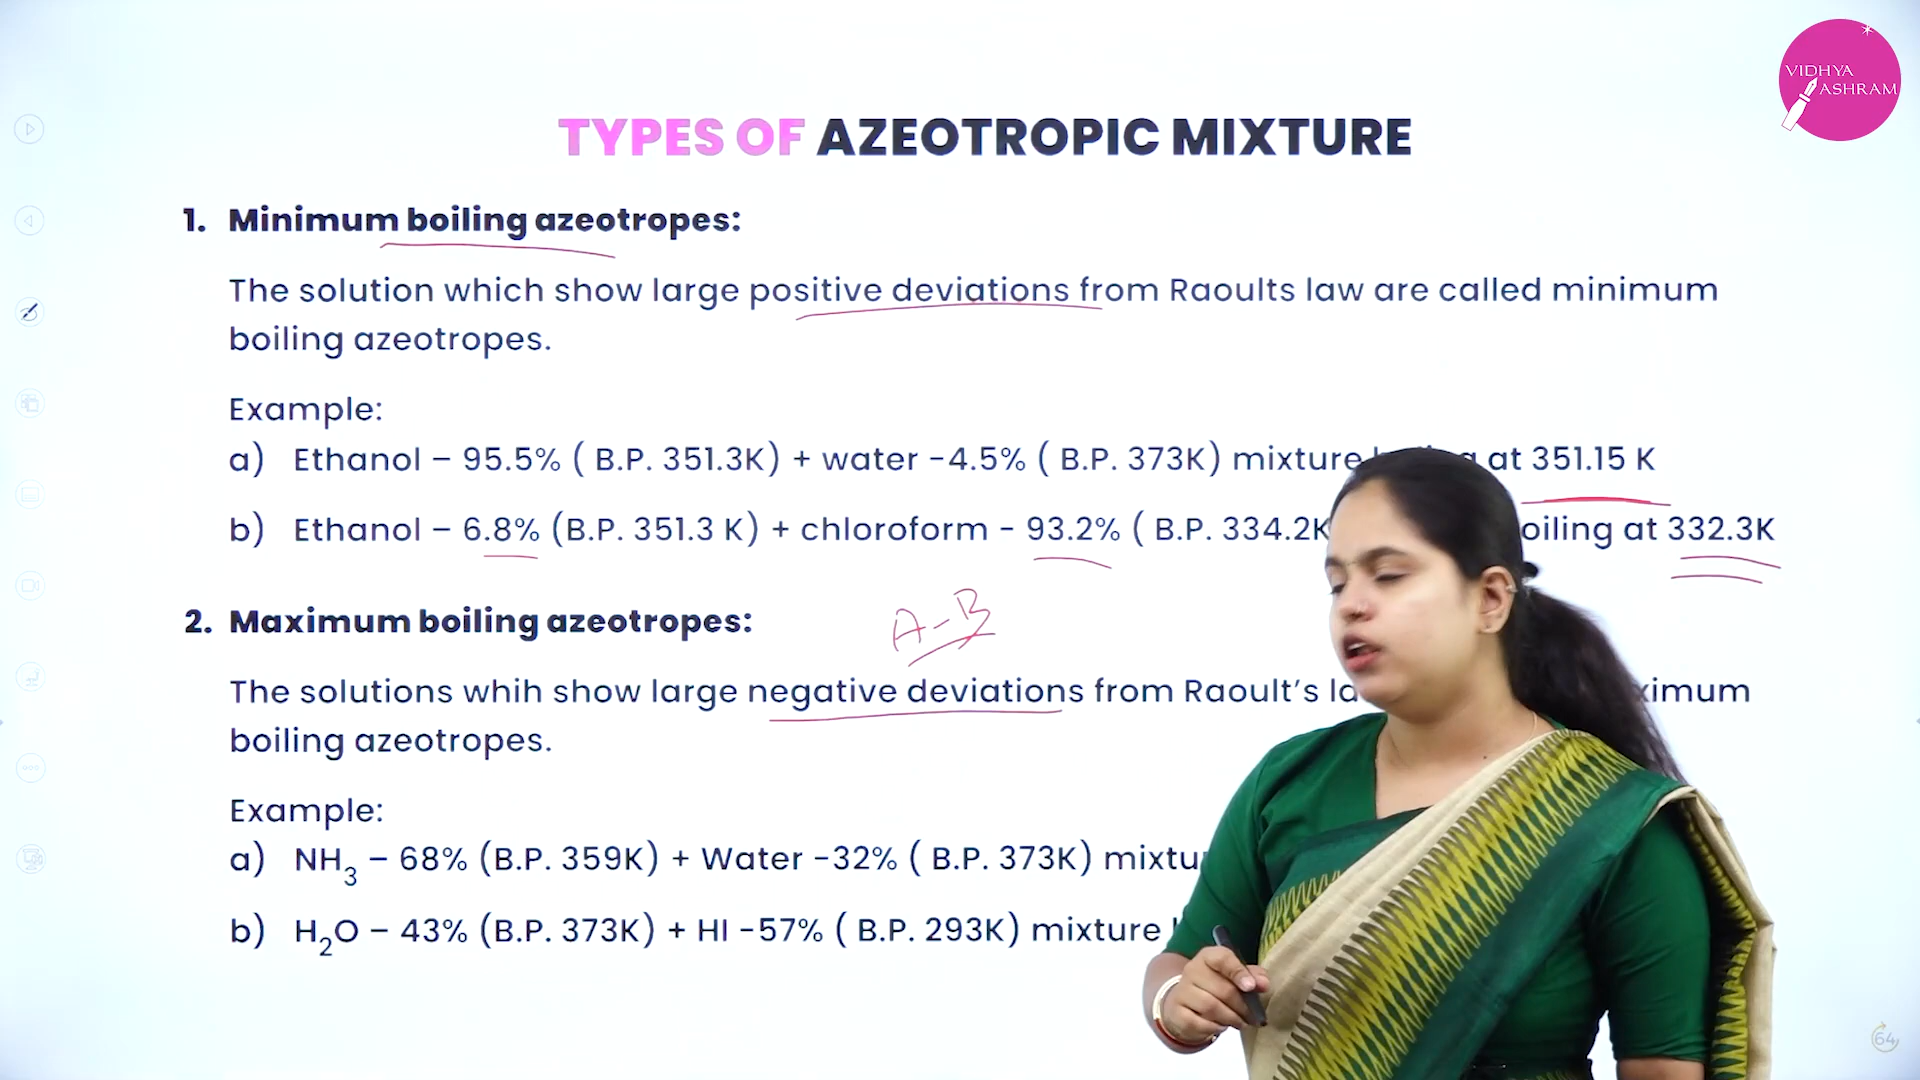 VIDHYA
ASHRAM
TYPES OF AZEOTROPIC MIXTURE
1. Minimum boiling azeotropes:
The solution which show large positive deviations from Raoults law are called minimum
boiling azeotropes.
Example:
a) Ethanol – 95.5% ( B.P. 351.3K) + water -4.5% ( B.P. 373K) mixture at 351.15 K
b) Ethanol – 6.8% (B.P. 351.3 K) + chloroform - 93.2% ( B.P. 334.2K oiling at 332.3K
A-B
2. Maximum boiling azeotropes:
The solutions whih show large negative deviations from Raoult's la ximum
boiling azeotropes.
Example:
a) NH₃ – 68% (B.P. 359K) + Water -32% ( B.P. 373K) mixtu
b) H₂O – 43% (B.P. 373K) + HI -57% ( B.P. 293K) mixture
64